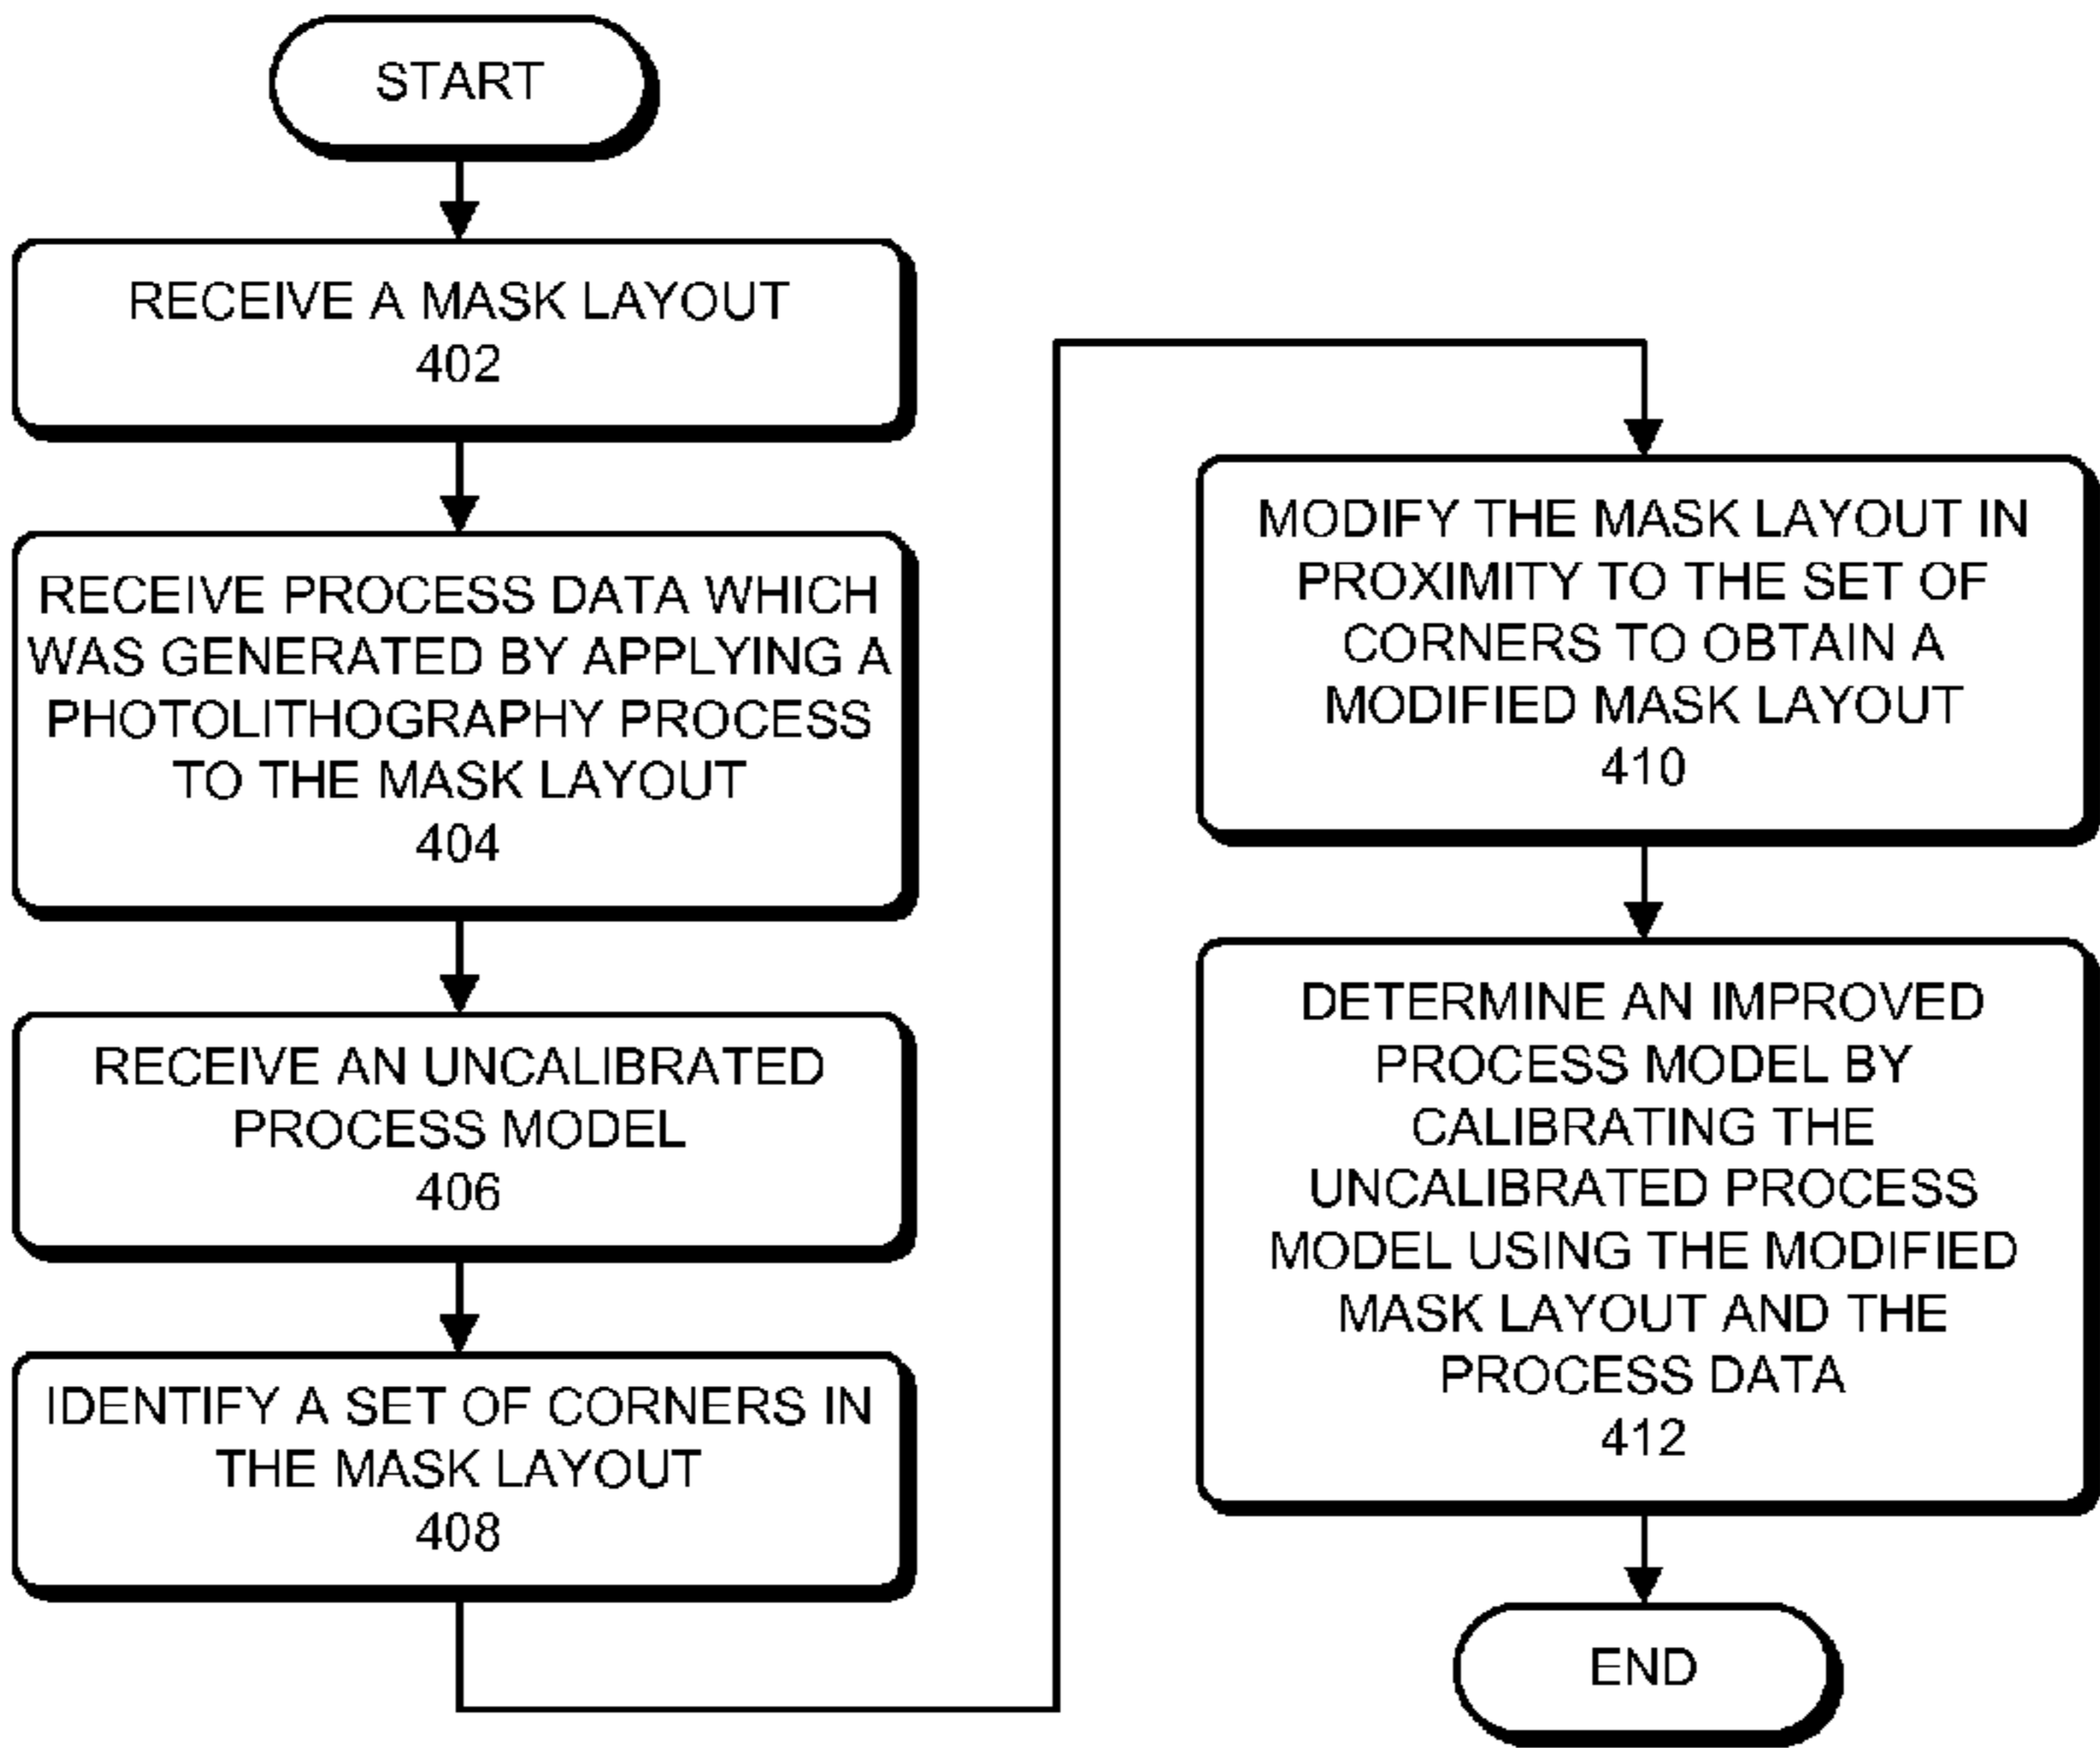 START
RECEIVE A MASK LAYOUT
402
RECEIVE PROCESS DATA WHICH
WAS GENERATED BY APPLYING A
PHOTOLITHOGRAPHY PROCESS
TO THE MASK LAYOUT
404
RECEIVE AN UNCALIBRATED
PROCESS MODEL
406
IDENTIFY A SET OF CORNERS IN
THE MASK LAYOUT
408
MODIFY THE MASK LAYOUT IN
PROXIMITY TO THE SET OF
CORNERS TO OBTAIN A
MODIFIED MASK LAYOUT
410
DETERMINE AN IMPROVED
PROCESS MODEL BY
CALIBRATING THE
UNCALIBRATED PROCESS
MODEL USING THE MODIFIED
MASK LAYOUT AND THE
PROCESS DATA
412
END